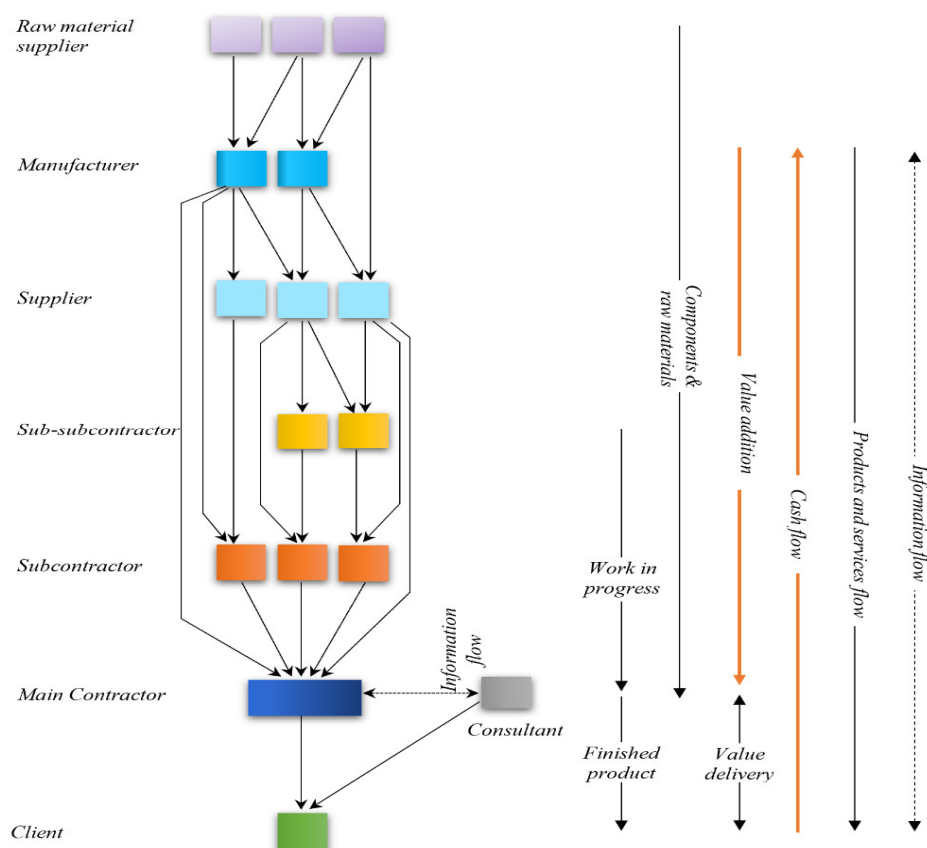 Raw material
supplier
Manufacturer
Supplier
Sub-subcontractor
Subcontractor
Main Contractor
Client
Information
flow
Consultant
Work in
progress
Finished
product
Components &
raw materials
Value addition
Value
delivery
Cash flow
Products and services flow
Information flow